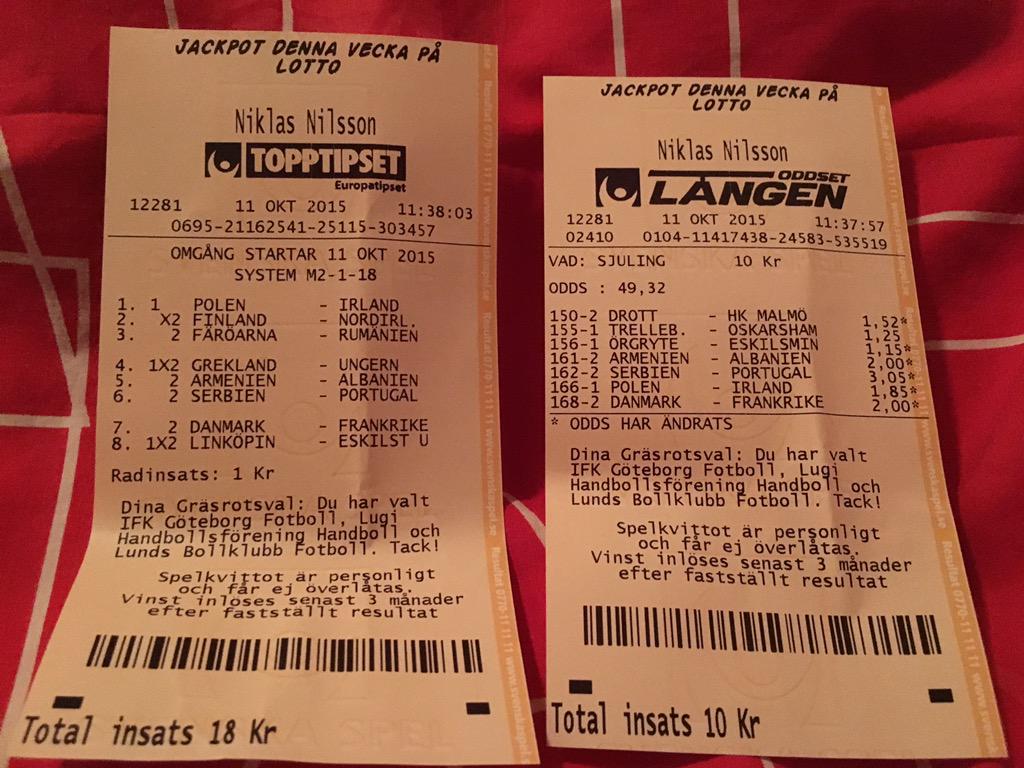 JACKPOT DENNA VECKA PÅ
LOTTO
Niklas Nilsson
TOPPTIPSET
Europatipset
12281 11 OKT 2015 11:38:03
0695-21162541-25115-303457
OMGÅNG STARTAR 11 OKT 2015
SYSTEM M2-1-18
1. 1 POLEN - IRLAND
2. X2 FINLAND - NORDIRL.
3. 2 FÄRÖARNA - RUMÄNIEN
4. 1X2 GREKLAND - UNGERN
5. 2 ARMENIEN - ALBANIEN
6. 2 SERBIEN - PORTUGAL
7. 2 DANMARK - FRANKRIKE
8. 1X2 LINKÖPIN - ESKILST U
Radinsats: 1 Kr
Dina Gräsrotsval: Du har valt
IFK Göteborg Fotboll, Lugi
Handbollsförening Handboll och
Lunds Bollklubb Fotboll. Tack!
Spelkvittot är personligt
och får ej överlåtas.
Vinst inlöses senast 3 månader
efter fastställt resultat
Total insats 18 Kr
JACKPOT DENNA VECKA PÅ
LOTTO
Niklas Nilsson
ODDSET
LÅNGEN
12281 11 OKT 2015 11:37:57
02410 0104-11417438-24583-535519
VAD: SJULING 10 Kr
ODDS : 49,32
150-2 DROTT - HK MALMÖ 1,52*
155-1 TRELLEB. - OSKARSHAM 1,25
156-1 ÖRGRYTE - ESKILSMIN 1,15*
161-2 ARMENIEN - ALBANIEN 2,00*
162-2 SERBIEN - PORTUGAL 3,05*
166-1 POLEN - IRLAND 1,85*
168-2 DANMARK - FRANKRIKE 2,00*
* ODDS HAR ÄNDRATS
Dina Gräsrotsval: Du har valt
IFK Göteborg Fotboll, Lugi
Handbollsförening Handboll och
Lunds Bollklubb Fotboll. Tack!
Spelkvittot är personligt
och får ej överlåtas.
Vinst inlöses senast 3 månader
efter fastställt resultat
Total insats 10 Kr